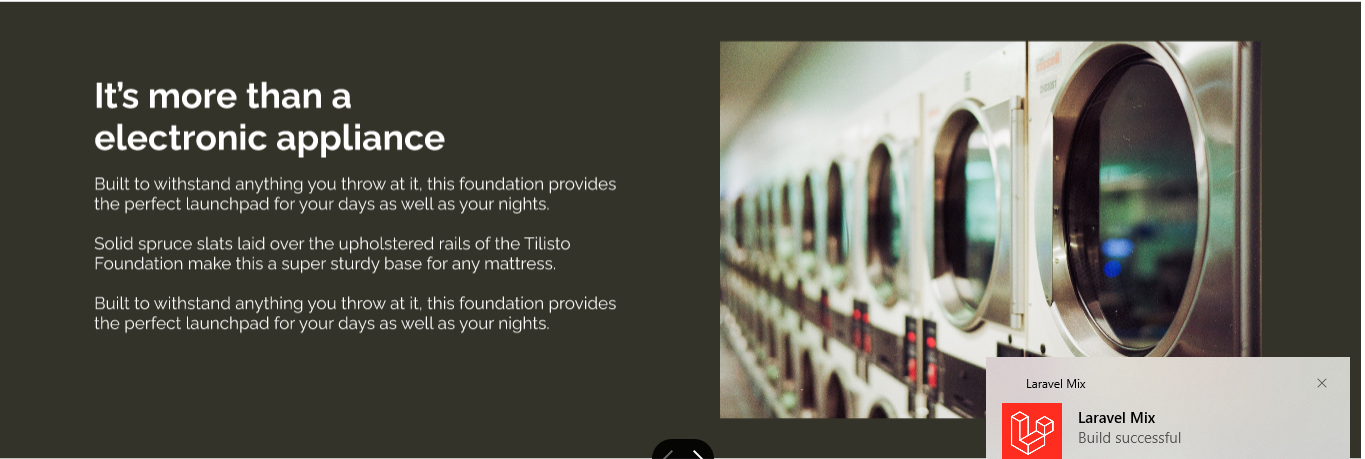 It’s more than a
electronic appliance
Built to withstand anything you throw at it, this foundation provides
the perfect launchpad for your days as well as your nights.
Solid spruce slats laid over the upholstered rails of the Tilisto
Foundation make this a super sturdy base for any mattress.
Built to withstand anything you throw at it, this foundation provides
the perfect launchpad for your days as well as your nights.
Laravel Mix
Laravel Mix
Build successful